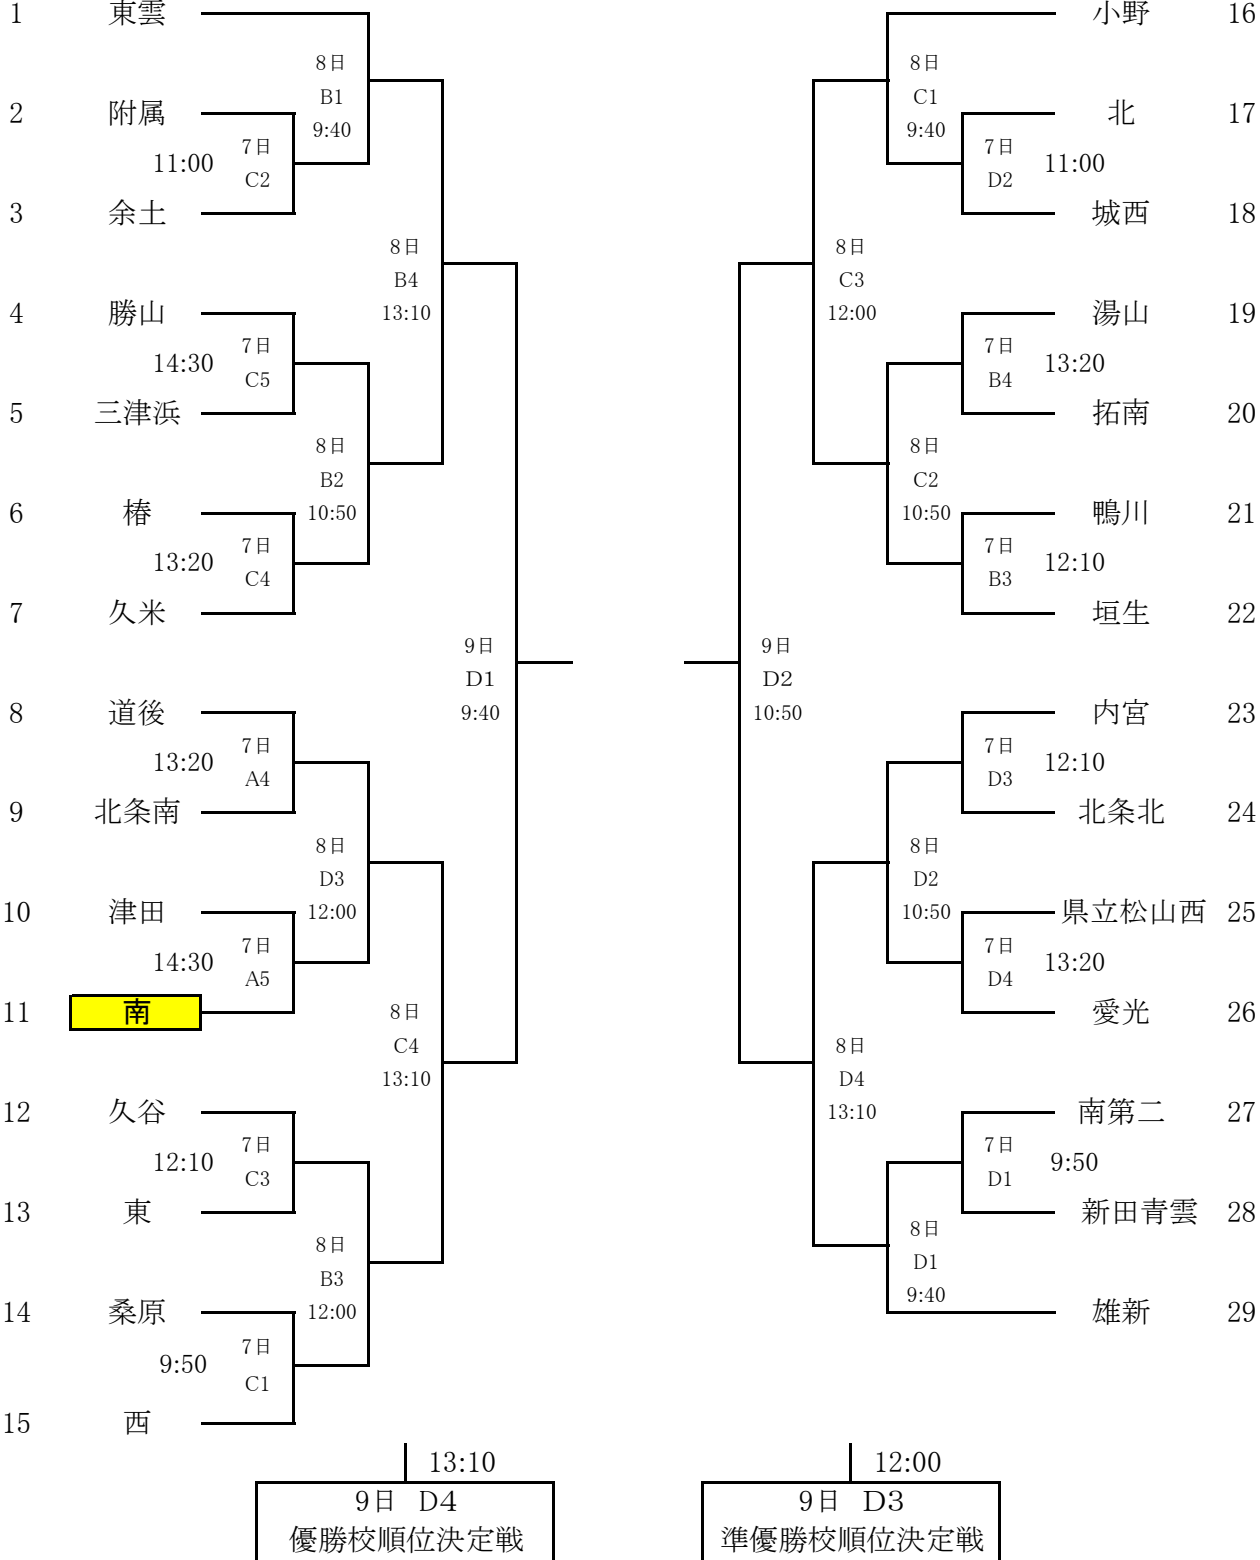 1 東雲
8日
B1
9:40
2 附属
11:00 7日
C2
3 余土
8日
B4
13:10
4 勝山
14:30 7日
C5
5 三津浜
8日
B2
10:50
6 椿
13:20 7日
C4
7 久米
9日
D1
9:40
8 道後
13:20 7日
A4
9 北条南
8日
D3
12:00
10 津田
14:30 7日
A5
11 南
8日
C4
13:10
12 久谷
12:10 7日
C3
13 東
8日
B3
12:00
14 桑原
9:50 7日
C1
15 西
小野 16
8日
C1
9:40
北 17
7日 11:00
D2
城西 18
8日
C3
12:00
湯山 19
7日 13:20
B4
拓南 20
8日
C2
10:50
鴨川 21
7日 12:10
B3
垣生 22
9日
D2
10:50
内宮 23
7日 12:10
D3
北条北 24
8日
D2
10:50
県立松山西 25
7日 13:20
D4
愛光 26
8日
D4
13:10
南第二 27
7日 9:50
D1
新田青雲 28
8日
D1
9:40
雄新 29
13:10
9日 D4
優勝校順位決定戦
12:00
9日 D3
準優勝校順位決定戦